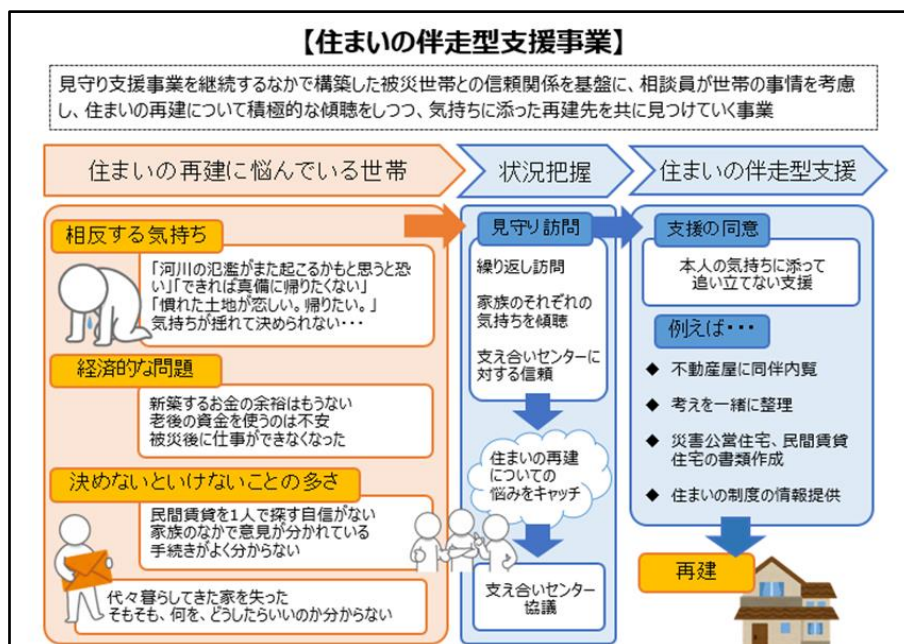 【住まいの伴走型支援事業】
見守り支援事業を継続するなかで構築した被災世帯との信頼関係を基盤に、相談員が世帯の事情を考慮
し、住まいの再建について積極的な傾聴をしつつ、気持ちに添った再建先を共に見つけていく事業
住まいの再建に悩んでいる世帯
相反する気持ち
「河川の氾濫がまた起こるかもと思うと恐
い」「できれば真備に帰りたくない」
「慣れた土地が恋しい。帰りたい。」
気持ちが揺れて決められない・・・
経済的な問題
新築するお金の余裕はもうない
老後の資金を使うのは不安
被災後に仕事ができなくなった
決めないといけないことの多さ
民間賃貸を1人で探す自信がない
家族のなかで意見が分かれている
手続きがよく分からない
代々暮らしてきた家を失った
そもそも、何を、どうしたらいいのか分からない
状況把握
見守り訪問
繰り返し訪問
家族のそれぞれの
気持ちを傾聴
支え合いセンターに
対する信頼
住まいの再建
についての
悩みをキャッチ
支え合いセンター
協議
住まいの伴走型支援
支援の同意
本人の気持ちに添って
追い立てない支援
例えば・・・
◆ 不動産屋に同伴内覧
◆ 考えを一緒に整理
◆ 災害公営住宅、民間賃貸
住宅の書類作成
◆ 住まいの制度の情報提供
再建